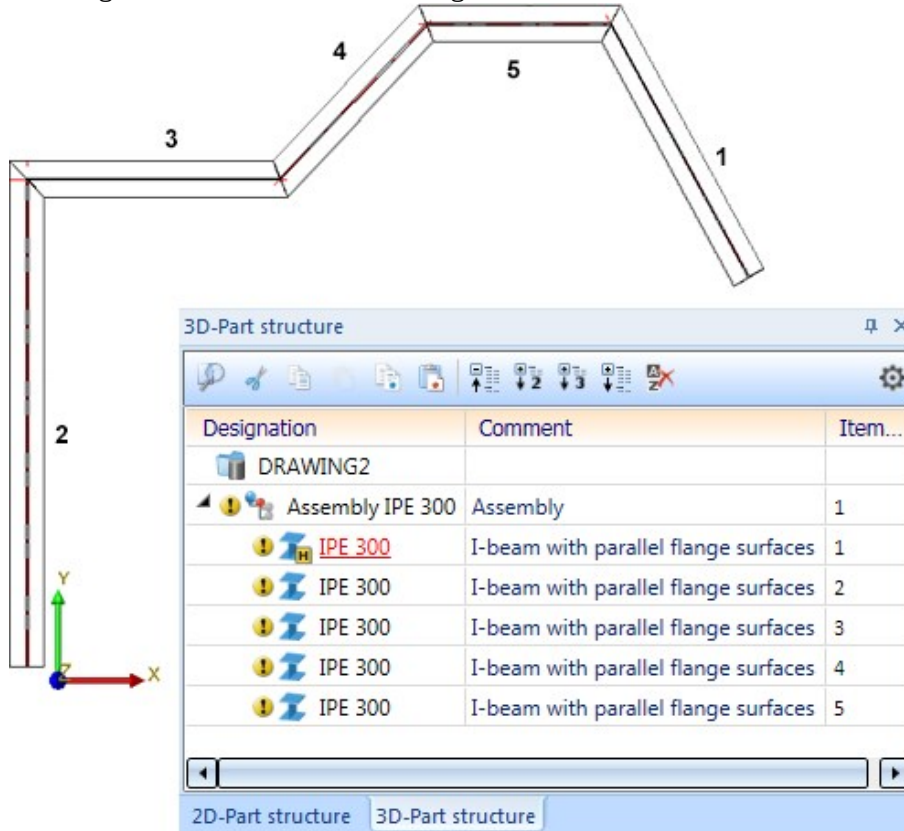 4
5
3
1
2
3D-Part structure
2 3 A Z
Designation Comment Item...
DRAWING2
Assembly IPE 300 Assembly 1
H IPE 300 I-beam with parallel flange surfaces 1
IPE 300 I-beam with parallel flange surfaces 2
IPE 300 I-beam with parallel flange surfaces 3
IPE 300 I-beam with parallel flange surfaces 4
IPE 300 I-beam with parallel flange surfaces 5
Y
Z X
2D-Part structure 3D-Part structure